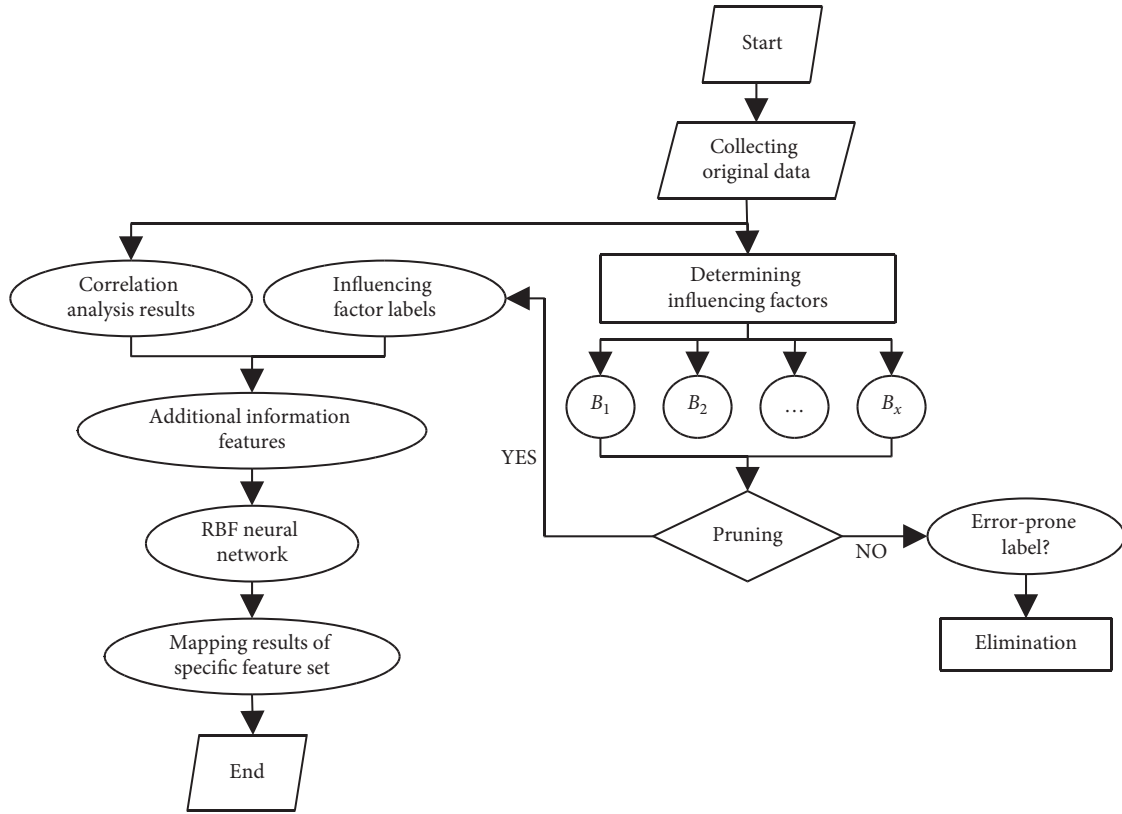 Start
Collecting
original data
Correlation
analysis results
Influencing
factor labels
Determining
influencing factors
B1
B2
...
Bx
Additional information
features
YES
RBF neural
network
Pruning
NO
Error-prone
label?
Mapping results of
specific feature set
Elimination
End